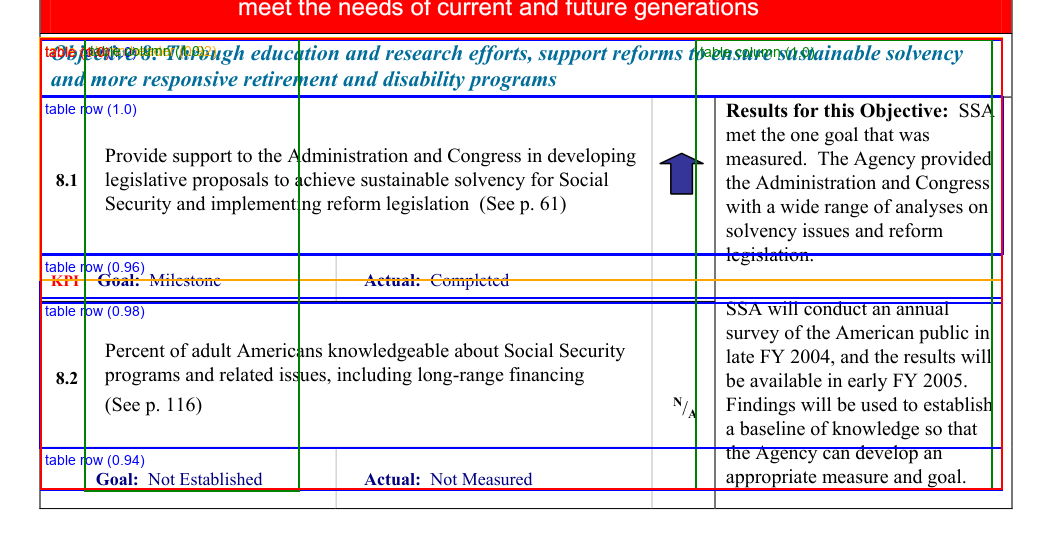 meet the needs of current and future generations
Objective 8: Through education and research efforts, support reforms to ensure sustainable solvency
and more responsive retirement and disability programs
table column (1.0)
table row (1.0)
8.1
Provide support to the Administration and Congress in developing
legislative proposals to achieve sustainable solvency for Social
Security and implementing reform legislation (See p. 61)
Results for this Objective: SSA
met the one goal that was
measured. The Agency provided
the Administration and Congress
with a wide range of analyses on
solvency issues and reform
legislation.
table row (0.96)
KPI Goal: Milestone Actual: Completed
table row (0.98)
8.2
Percent of adult Americans knowledgeable about Social Security
programs and related issues, including long-range financing
(See p. 116)
N/A
SSA will conduct an annual
survey of the American public in
late FY 2004, and the results will
be available in early FY 2005.
Findings will be used to establish
a baseline of knowledge so that
the Agency can develop an
appropriate measure and goal.
table row (0.94)
Goal: Not Established Actual: Not Measured